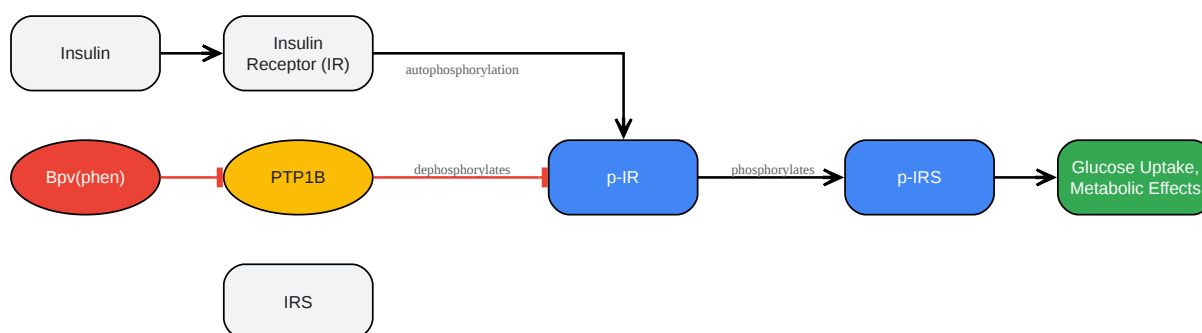 Insulin
Insulin
Receptor (IR)
autophosphorylation
Bpv(phen)
PTP1B
dephosphorylates
p-IR
phosphorylates
p-IRS
Glucose Uptake,
Metabolic Effects
IRS